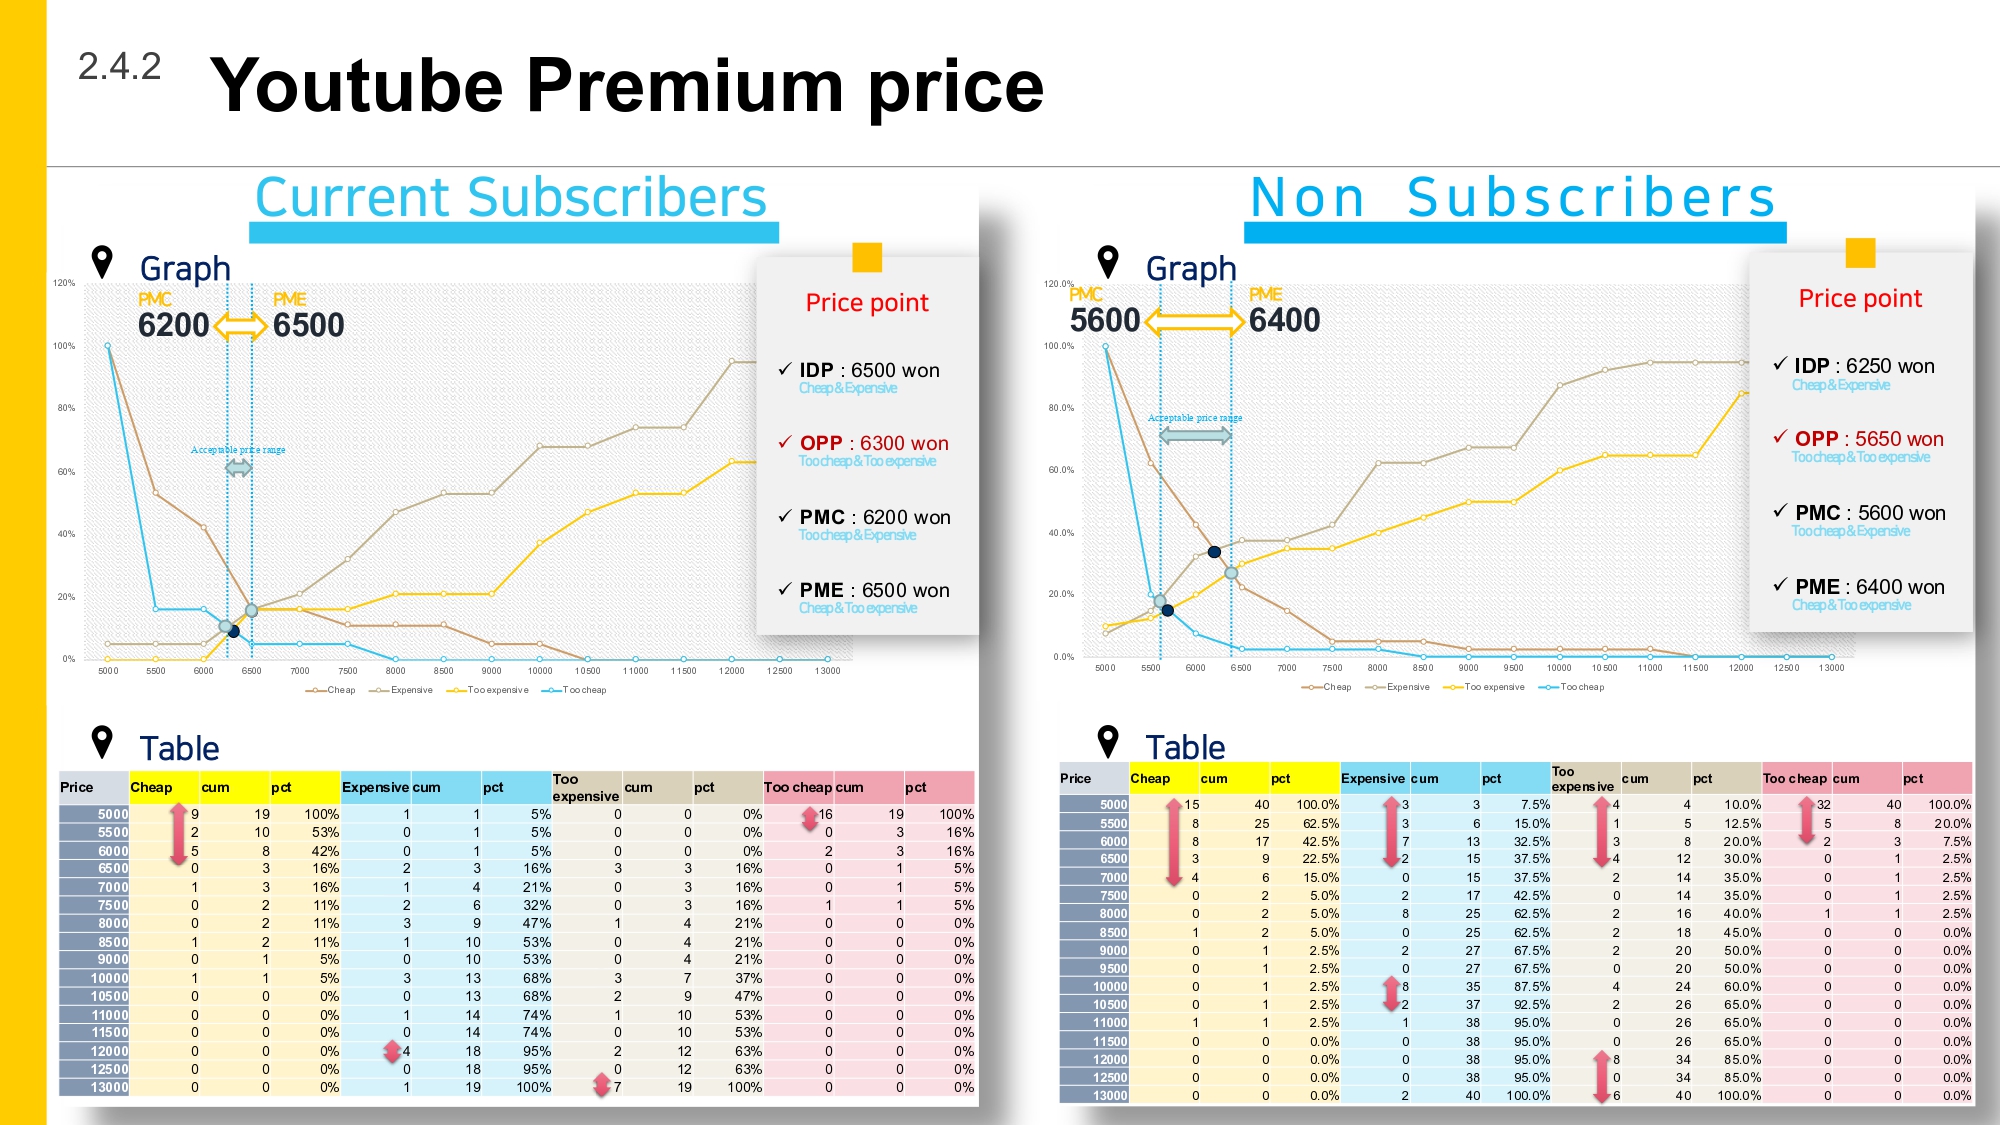 2.4.2
Youtube Premium price
Current Subscribers
Graph
120%
100%
80%
60%
40%
20%
0%
PMC
6200
PME
6500
Acceptable price range
5000 5500 6000 6500 7000 7500 8000 8500 9000 10000 10500 11000 11500 12000 12500 13000
Cheap Expensive Too expensive Too cheap
Price point
✓ IDP : 6500 won
Cheap & Expensive
✓ OPP : 6300 won
Too cheap & Too expensive
✓ PMC : 6200 won
Too cheap & Expensive
✓ PME : 6500 won
Cheap & Too expensive
Table
Price Cheap cum pct Expensive cum pct Too expensive cum pct Too cheap cum pct
5000 9 19 100% 1 1 5% 0 0 0% 16 19 100%
5500 2 10 53% 0 1 5% 0 0 0% 0 3 16%
6000 5 8 42% 0 1 5% 0 0 0% 2 3 16%
6500 0 3 16% 2 3 16% 3 3 16% 0 1 5%
7000 1 3 16% 1 4 21% 0 3 16% 0 1 5%
7500 0 2 11% 2 6 32% 0 3 16% 1 1 5%
8000 0 2 11% 3 9 47% 1 4 21% 0 0 0%
8500 1 2 11% 1 10 53% 0 4 21% 0 0 0%
9000 0 1 5% 0 10 53% 0 4 21% 0 0 0%
10000 1 1 5% 3 13 68% 3 7 37% 0 0 0%
10500 0 0 0% 0 13 68% 2 9 47% 0 0 0%
11000 0 0 0% 1 14 74% 1 10 53% 0 0 0%
11500 0 0 0% 0 14 74% 0 10 53% 0 0 0%
12000 0 0 0% 4 18 95% 2 12 63% 0 0 0%
12500 0 0 0% 0 18 95% 0 12 63% 0 0 0%
13000 0 0 0% 1 19 100% 7 19 100% 0 0 0%
Non Subscribers
Graph
120.0%
100.0%
80.0%
60.0%
40.0%
20.0%
0.0%
PMC
5600
PME
6400
Acceptable price range
5000 5500 6000 6500 7000 7500 8000 8500 9000 9500 10000 10500 11000 11500 12000 12500 13000
Cheap Expensive Too expensive Too cheap
Price point
✓ IDP : 6250 won
Cheap & Expensive
✓ OPP : 5650 won
Too cheap & Too expensive
✓ PMC : 5600 won
Too cheap & Expensive
✓ PME : 6400 won
Cheap & Too expensive
Table
Price Cheap cum pct Expensive cum pct Too expensive cum pct Too cheap cum pct
5000 15 40 100.0% 3 3 7.5% 4 4 10.0% 32 40 100.0%
5500 8 25 62.5% 3 6 15.0% 1 5 12.5% 5 8 20.0%
6000 8 17 42.5% 7 13 32.5% 3 8 20.0% 2 3 7.5%
6500 3 9 22.5% 2 15 37.5% 4 12 30.0% 0 1 2.5%
7000 4 6 15.0% 0 15 37.5% 2 14 35.0% 0 1 2.5%
7500 0 2 5.0% 2 17 42.5% 0 14 35.0% 0 1 2.5%
8000 0 2 5.0% 8 25 62.5% 2 16 40.0% 1 1 2.5%
8500 1 2 5.0% 0 25 62.5% 2 18 45.0% 0 0 0.0%
9000 0 1 2.5% 2 27 67.5% 2 20 50.0% 0 0 0.0%
9500 0 1 2.5% 0 27 67.5% 0 20 50.0% 0 0 0.0%
10000 0 1 2.5% 8 35 87.5% 4 24 60.0% 0 0 0.0%
10500 0 1 2.5% 2 37 92.5% 2 26 65.0% 0 0 0.0%
11000 1 1 2.5% 1 38 95.0% 0 26 65.0% 0 0 0.0%
11500 0 0 0.0% 0 38 95.0% 0 26 65.0% 0 0 0.0%
12000 0 0 0.0% 0 38 95.0% 8 34 85.0% 0 0 0.0%
12500 0 0 0.0% 0 38 95.0% 0 34 85.0% 0 0 0.0%
13000 0 0 0.0% 2 40 100.0% 6 40 100.0% 0 0 0.0%